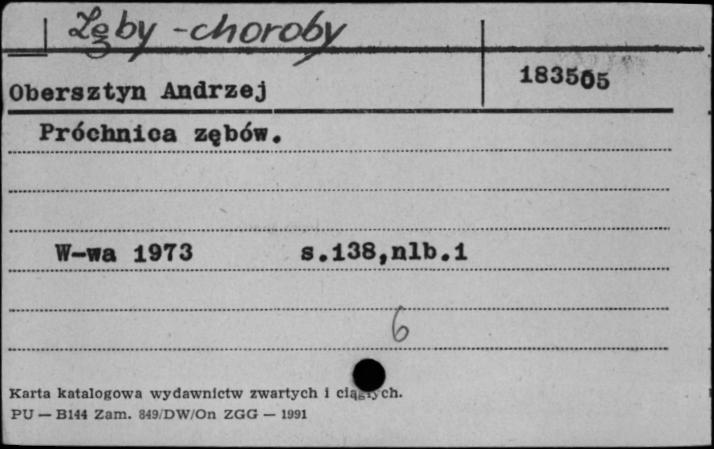 Zęby - choroby
Obersztyn Andrzej
183505
Próchnica zębów.
W-wa 1973 s.138,nlb.1
6
Karta katalogowa wydawnictw zwartych i ciągłych.
PU — B144 Zam. 849/DW/On ZGG — 1991